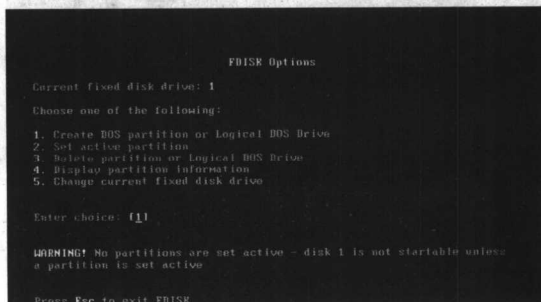 FDISK Options
Current fixed disk drive: 1
Choose one of the following:
1. Create DOS partition or Logical DOS Drive
2. Set active partition
3. Delete partition or Logical DOS Drive
4. Display partition information
5. Change current fixed disk drive
Enter choice: [1]
WARNING! No partitions are set active - disk 1 is not startable unless
a partition is set active
Press Esc to exit FDISK